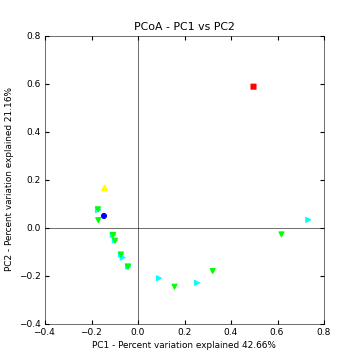 PCoA - PC1 vs PC2
0.8
0.6
0.4
0.2
0.0
−0.2
−0.4
PC2 - Percent variation explained 21.16%
−0.4 −0.2 0.0 0.2 0.4 0.6 0.8
PC1 - Percent variation explained 42.66%